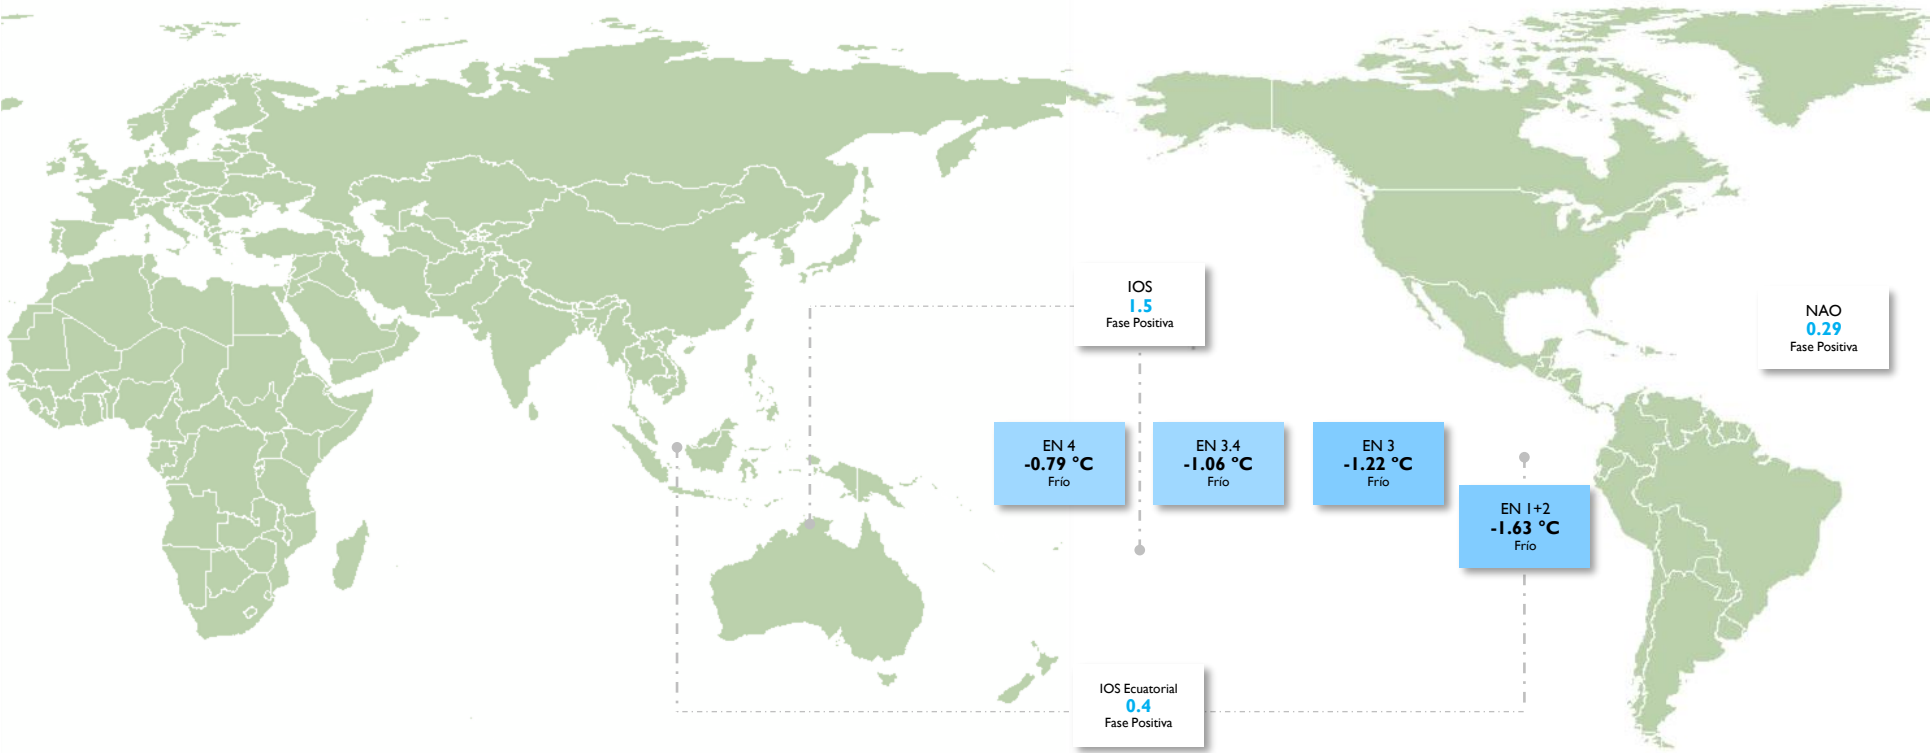 IOS
1.5
Fase Positiva
NAO
0.29
Fase Positiva
EN 4
-0.79 °C
Frío
EN 3.4
-1.06 °C
Frío
EN 3
-1.22 °C
Frío
EN 1+2
-1.63 °C
Frío
IOS Ecuatorial
0.4
Fase Positiva